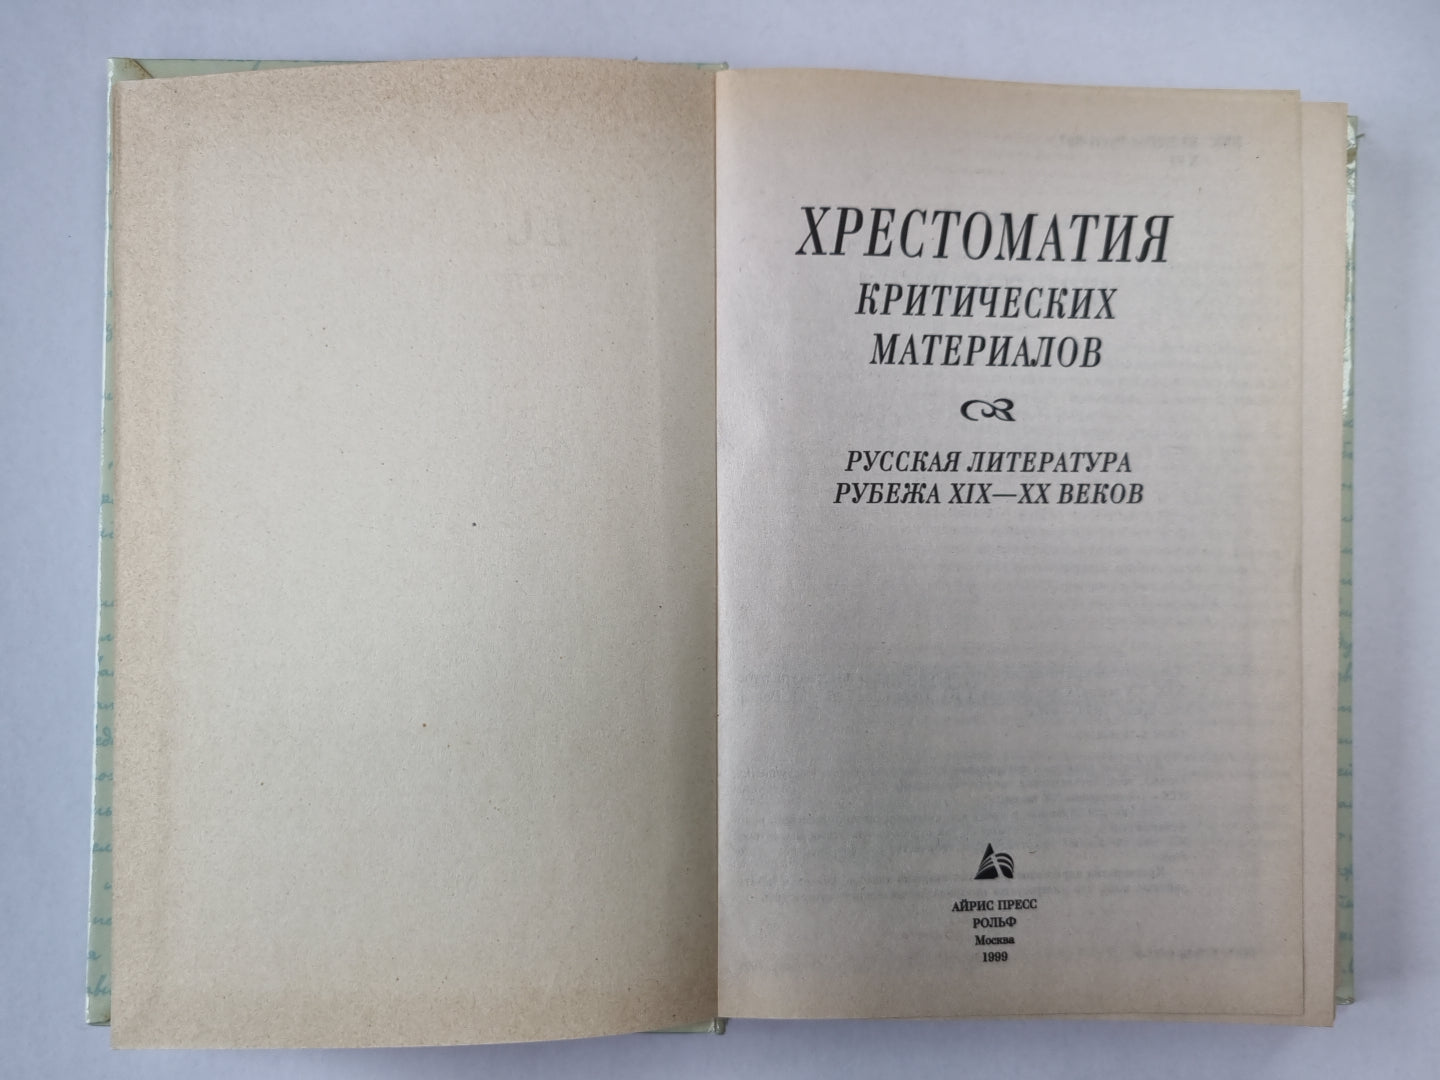 ХРЕСТОМАТИЯ
КРИТИЧЕСКИХ
МАТЕРИАЛОВ
РУССКАЯ ЛИТЕРАТУРА
РУБЕЖА XIX—XX ВЕКОВ
АЙРИС ПРЕСС
РОЛЬФ
Москва
1999